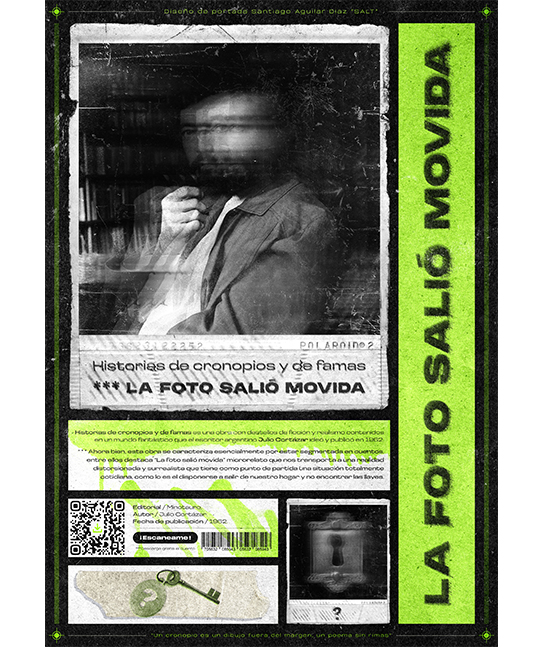 Diseño de portada Santiago Aguilar Díaz "SALT"
LA FOTO SALIÓ MOVIDA
POLAROID®2
Historias de cronopios y de famas
*** LA FOTO SALIÓ MOVIDA
Historias de cronopios y de famas es una obra con destellos de ficción y realismo contenidos
en un mundo fantástico que el escritor argentino Julio Cortázar ideó y publicó en 1962.
*** Ahora bien, esta obra se caracteriza esencialmente por estar segmentada en cuentos,
entre ellos destaca "La foto salió movida" microrrelato que nos transporta a una realidad
distorsionada y surrealista que tiene como punto de partida una situación totalmente
cotidiana, como lo es el disponerse a salir de nuestro hogar y no encontrar las llaves.
Editorial / Minotauro
Autor / Julio Cortázar
Fecha de publicación / 1962
¡Escaneame!
?
?
"Un cronopio es un dibujo fuera del margen, un poema sin rimas"